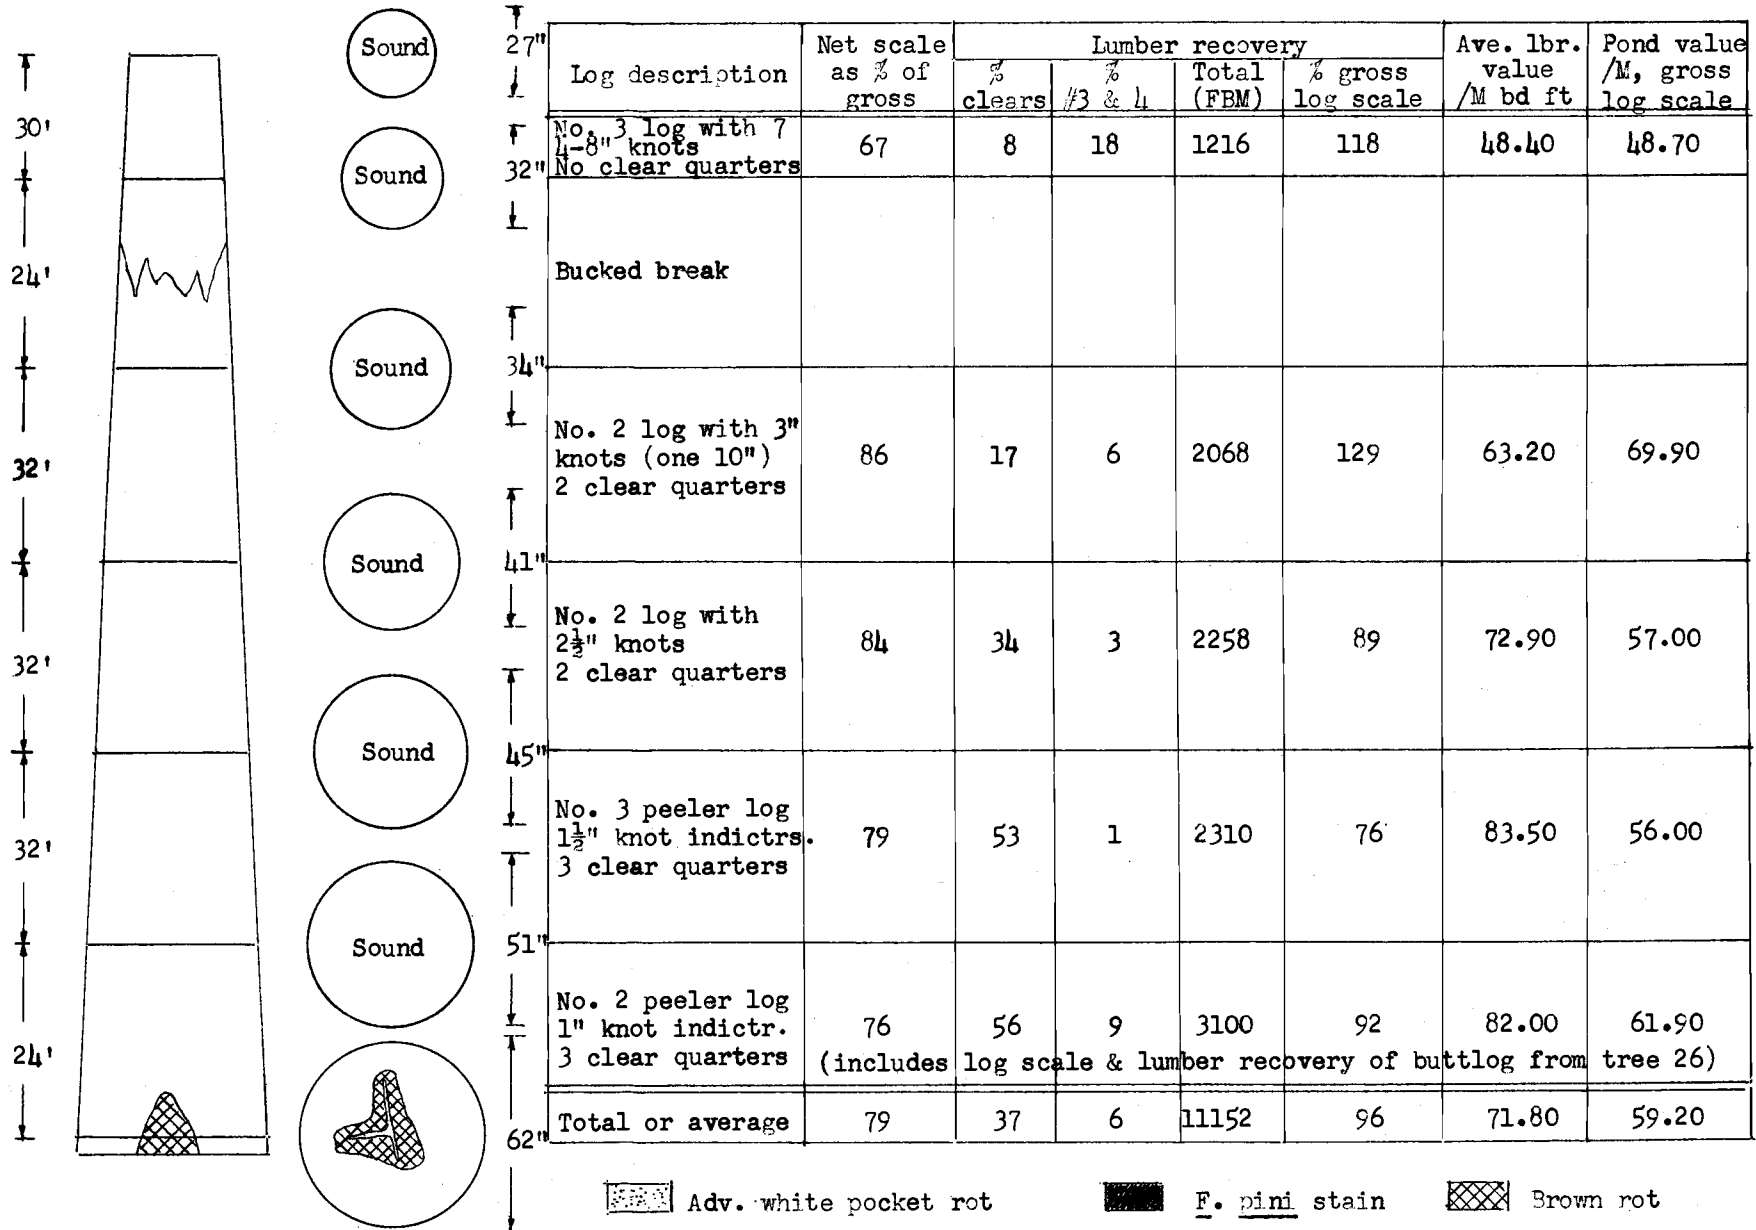 27"
Log description
Net scale
as % of
gross
Lumber recovery
%
clears
%
#3 & 4
Total
(FBM)
% gross
log scale
Ave. lbr.
value
/M bd ft
Pond value
/M, gross
log scale
Sound
30'
Sound
32"
No. 3 log with 7
4-8" knots
No clear quarters
67
8
18
1216
118
48.40
48.70
24'
Bucked break
Sound
34"
32'
No. 2 log with 3"
knots (one 10")
2 clear quarters
86
17
6
2068
129
63.20
69.90
Sound
41"
32'
No. 2 log with
2½" knots
2 clear quarters
84
34
3
2258
89
72.90
57.00
Sound
45"
32'
No. 3 peeler log
1½" knot indictrs.
3 clear quarters
79
53
1
2310
76
83.50
56.00
Sound
51"
24'
No. 2 peeler log
1" knot indictr.
3 clear quarters
76
56
9
3100
92
82.00
61.90
(includes log scale & lumber recovery of buttlog from tree 26)
62"
Total or average
79
37
6
11152
96
71.80
59.20
Adv. white pocket rot
F. pini stain
Brown rot